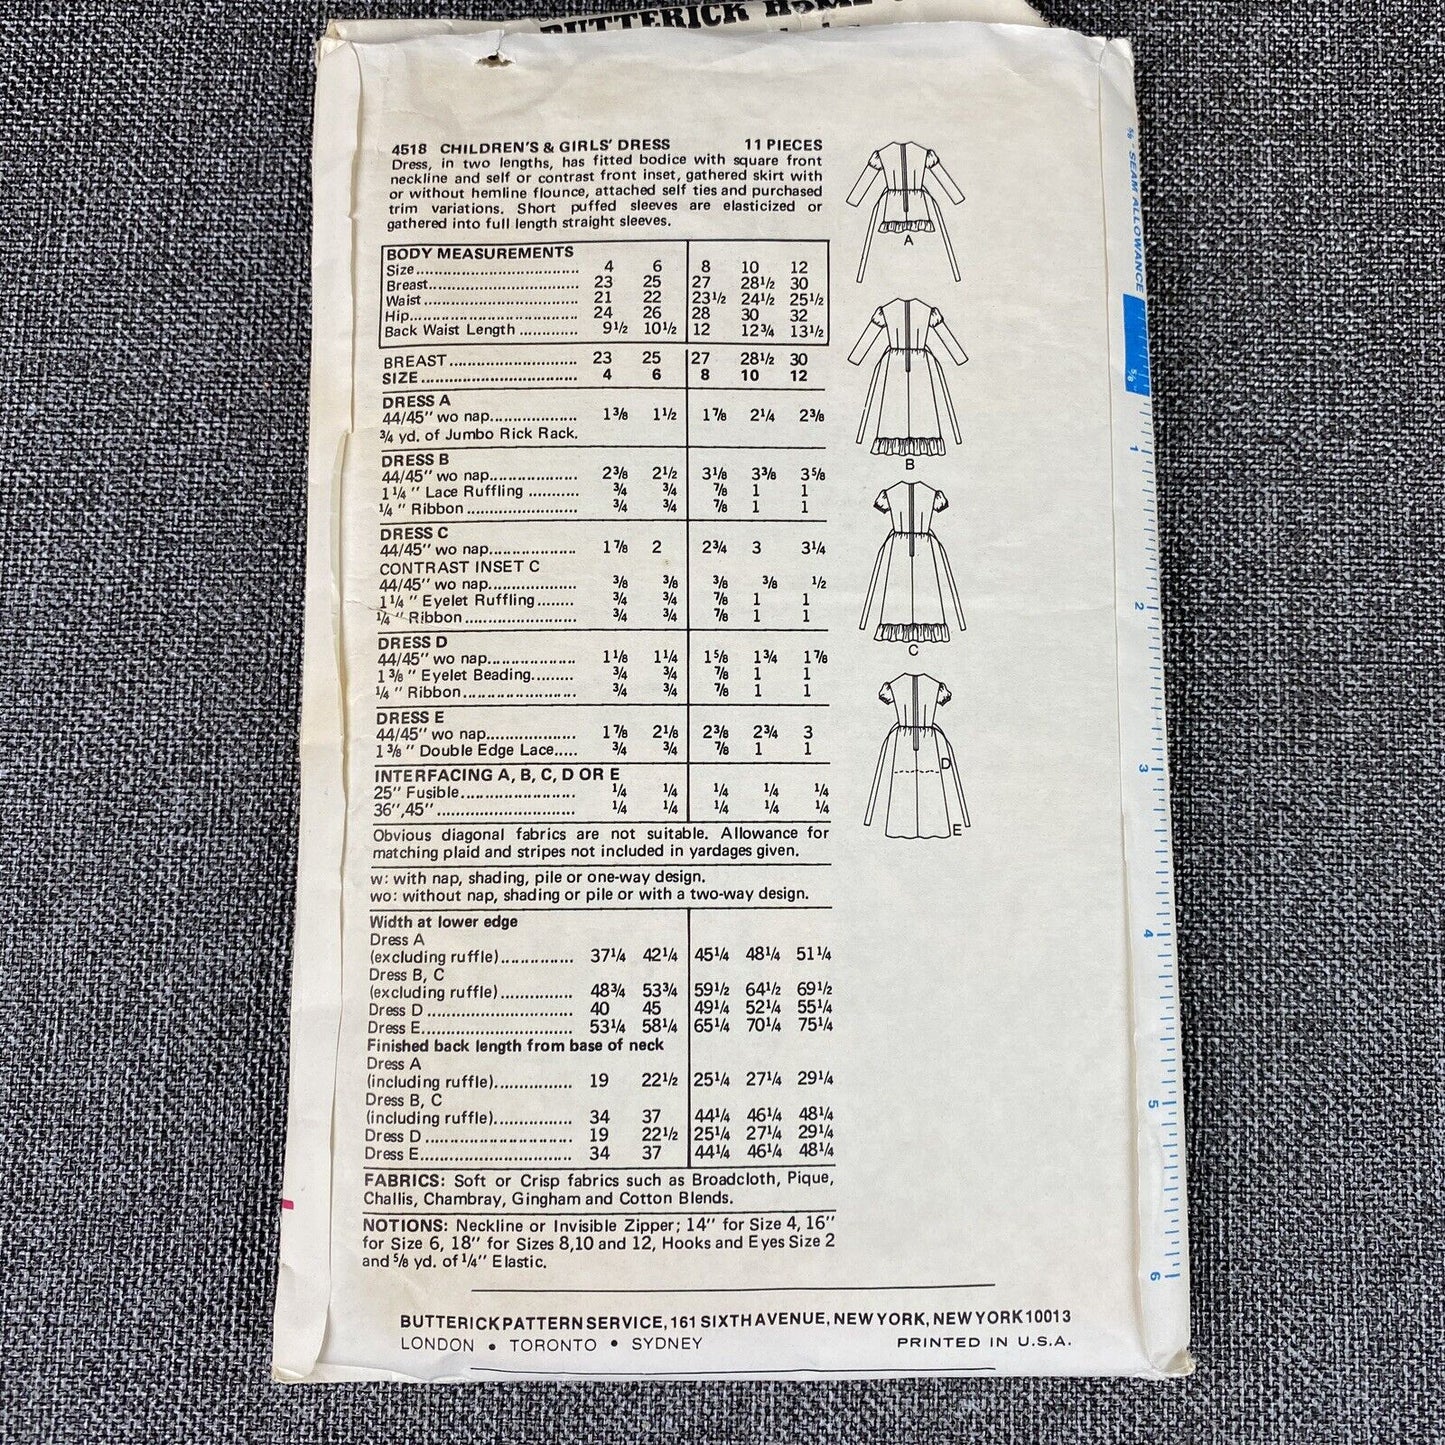 BUTTERICK HOME
4518 CHILDREN'S & GIRLS' DRESS 11 PIECES
Dress, in two lengths, has fitted bodice with square front
neckline and self or contrast front inset, gathered skirt with
or without hemline flounce, attached self ties and purchased
trim variations. Short puffed sleeves are elasticized or
gathered into full length straight sleeves.
BODY MEASUREMENTS
Size 4 6 8 10 12
Breast 23 25 27 28½ 30
Waist 21 22 23½ 24½ 25½
Hip 24 26 28 30 32
Back Waist Length 9½ 10½ 12 12¾ 13½
BREAST 23 25 27 28½ 30
SIZE 4 6 8 10 12
DRESS A
44/45" wo nap 1⅜ 1½ 1⅞ 2¼ 2⅜
¾ yd. of Jumbo Rick Rack.
DRESS B
44/45" wo nap 2⅜ 2½ 3⅛ 3⅜ 3⅝
1¼" Lace Ruffling ¾ ¾ ⅞ 1 1
¼" Ribbon ¾ ¾ ⅞ 1 1
DRESS C
44/45" wo nap 1⅞ 2 2¾ 3 3¼
CONTRAST INSET C
44/45" wo nap ⅜ ⅜ ⅜ ⅜ ½
1¼" Eyelet Ruffling ¾ ¾ ⅞ 1 1
¼" Ribbon ¾ ¾ ⅞ 1 1
DRESS D
44/45" wo nap 1⅛ 1¼ 1⅝ 1¾ 1⅞
1⅜" Eyelet Beading ¾ ¾ ⅞ 1 1
¼" Ribbon ¾ ¾ ⅞ 1 1
DRESS E
44/45" wo nap 1⅞ 2⅛ 2⅜ 2¾ 3
1⅜" Double Edge Lace ¾ ¾ ⅞ 1 1
INTERFACING A, B, C, D OR E
25" Fusible ¼ ¼ ¼ ¼ ¼
36",45" ¼ ¼ ¼ ¼ ¼
Obvious diagonal fabrics are not suitable. Allowance for
matching plaid and stripes not included in yardages given.
w: with nap, shading, pile or one-way design.
wo: without nap, shading or pile or with a two-way design.
Width at lower edge
Dress A
(excluding ruffle) 37¼ 42¼ 45¼ 48¼ 51¼
Dress B, C
(excluding ruffle) 48¾ 53¾ 59½ 64½ 69½
Dress D 40 45 49¼ 52¼ 55¼
Dress E 53¼ 58¼ 65¼ 70¼ 75¼
Finished back length from base of neck
Dress A
(including ruffle) 19 22½ 25¼ 27¼ 29¼
Dress B, C
(including ruffle) 34 37 44¼ 46¼ 48¼
Dress D 19 22½ 25¼ 27¼ 29¼
Dress E 34 37 44¼ 46¼ 48¼
FABRICS: Soft or Crisp fabrics such as Broadcloth, Pique,
Challis, Chambray, Gingham and Cotton Blends.
NOTIONS: Neckline or Invisible Zipper; 14" for Size 4, 16"
for Size 6, 18" for Sizes 8,10 and 12, Hooks and Eyes Size 2
and ⅝ yd. of ¼" Elastic.
BUTTERICK PATTERN SERVICE, 161 SIXTH AVENUE, NEW YORK, NEW YORK 10013
LONDON • TORONTO • SYDNEY PRINTED IN U.S.A.
A
B
C
D
E
⅝ - SEAM ALLOWANCE
⅝"
1
2
3
4
5
6